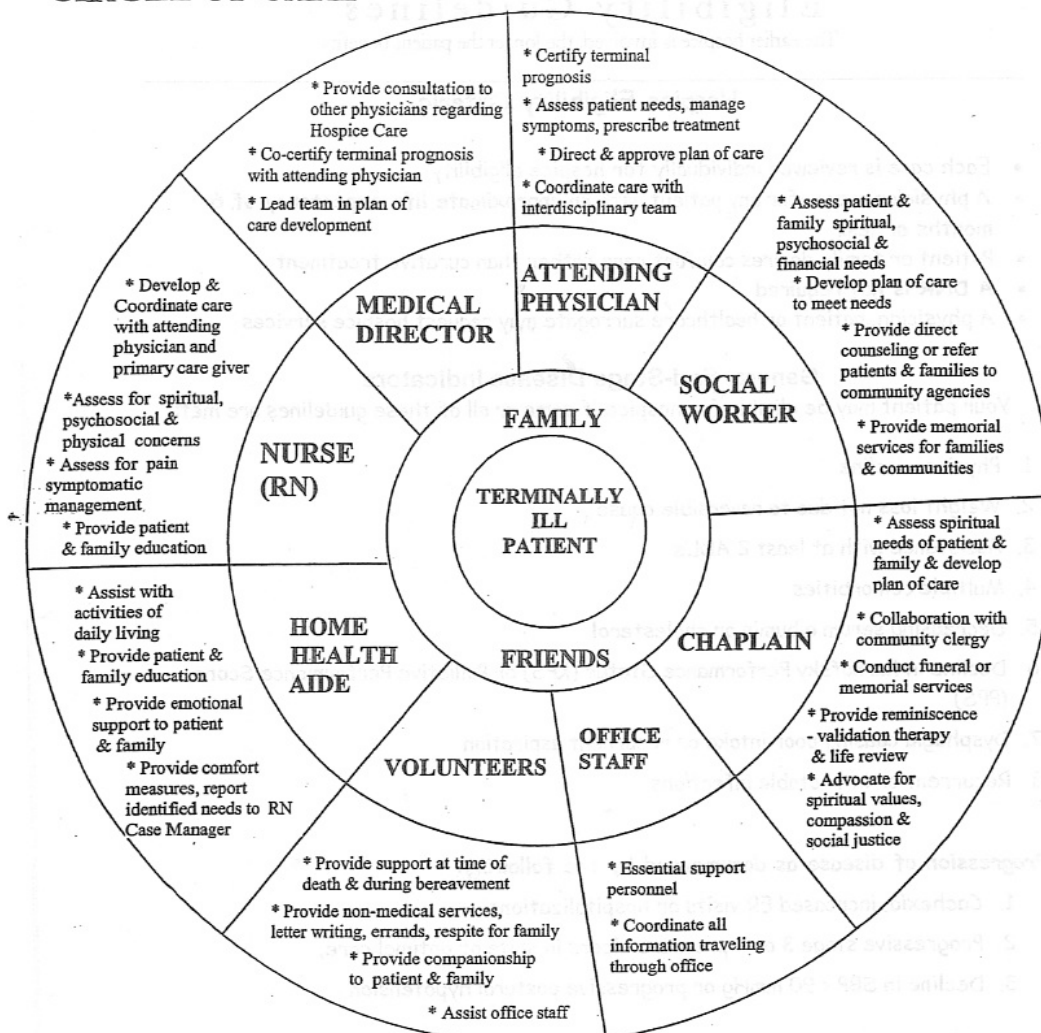 * Certify terminal
prognosis
* Assess patient needs, manage
symptoms, prescribe treatment
* Direct & approve plan of care
* Coordinate care with
interdisciplinary team
* Provide consultation to
other physicians regarding
Hospice Care
* Co-certify terminal prognosis
with attending physician
* Lead team in plan of
care development
* Assess patient &
family spiritual,
psychosocial &
financial needs
* Develop plan of care
to meet needs
* Provide direct
counseling or refer
patients & families to
community agencies
* Provide memorial
services for families
& communities
* Develop &
Coordinate care
with attending
physician and
primary care giver
*Assess for spiritual,
psychosocial &
physical concerns
* Assess for pain
symptomatic
management
* Provide patient
& family education
ATTENDING
PHYSICIAN
MEDICAL
DIRECTOR
SOCIAL
WORKER
FAMILY
NURSE
(RN)
TERMINALLY
ILL
PATIENT
* Assess spiritual
needs of patient &
family & develop
plan of care
* Collaboration with
Community clergy
* Conduct funeral or
memorial services
* Provide reminiscence
- validation therapy
& life review
* Advocate for
spiritual values,
compassion &
social justice
* Assist with
activities of
daily living
* Provide patient &
family education
* Provide emotional
support to patient
& family
* Provide comfort
measures, report
identified needs to RN
Case Manager
HOME
HEALTH
AIDE
FRIENDS
CHAPLAIN
VOLUNTEERS
OFFICE
STAFF
* Provide support at time of
death & during bereavement
* Provide non-medical services,
letter writing, errands, respite for family
* Provide companionship
to patient & family
* Assist office staff
* Essential support
personnel
* Coordinate all
information traveling
through office